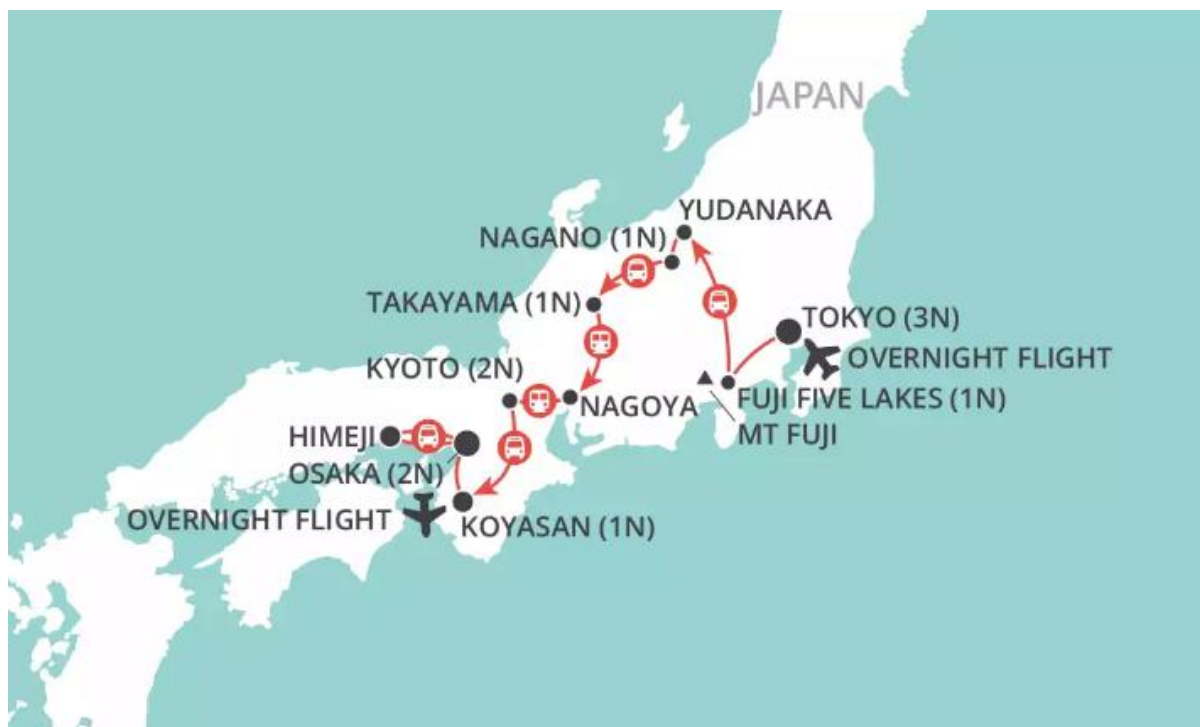 JAPAN
YUDANAKA
NAGANO (1N)
TAKAYAMA (1N)
TOKYO (3N)
OVERNIGHT FLIGHT
KYOTO (2N)
FUJI FIVE LAKES (1N)
NAGOYA
MT FUJI
HIMEJI
OSAKA (2N)
OVERNIGHT FLIGHT
KOYASAN (1N)